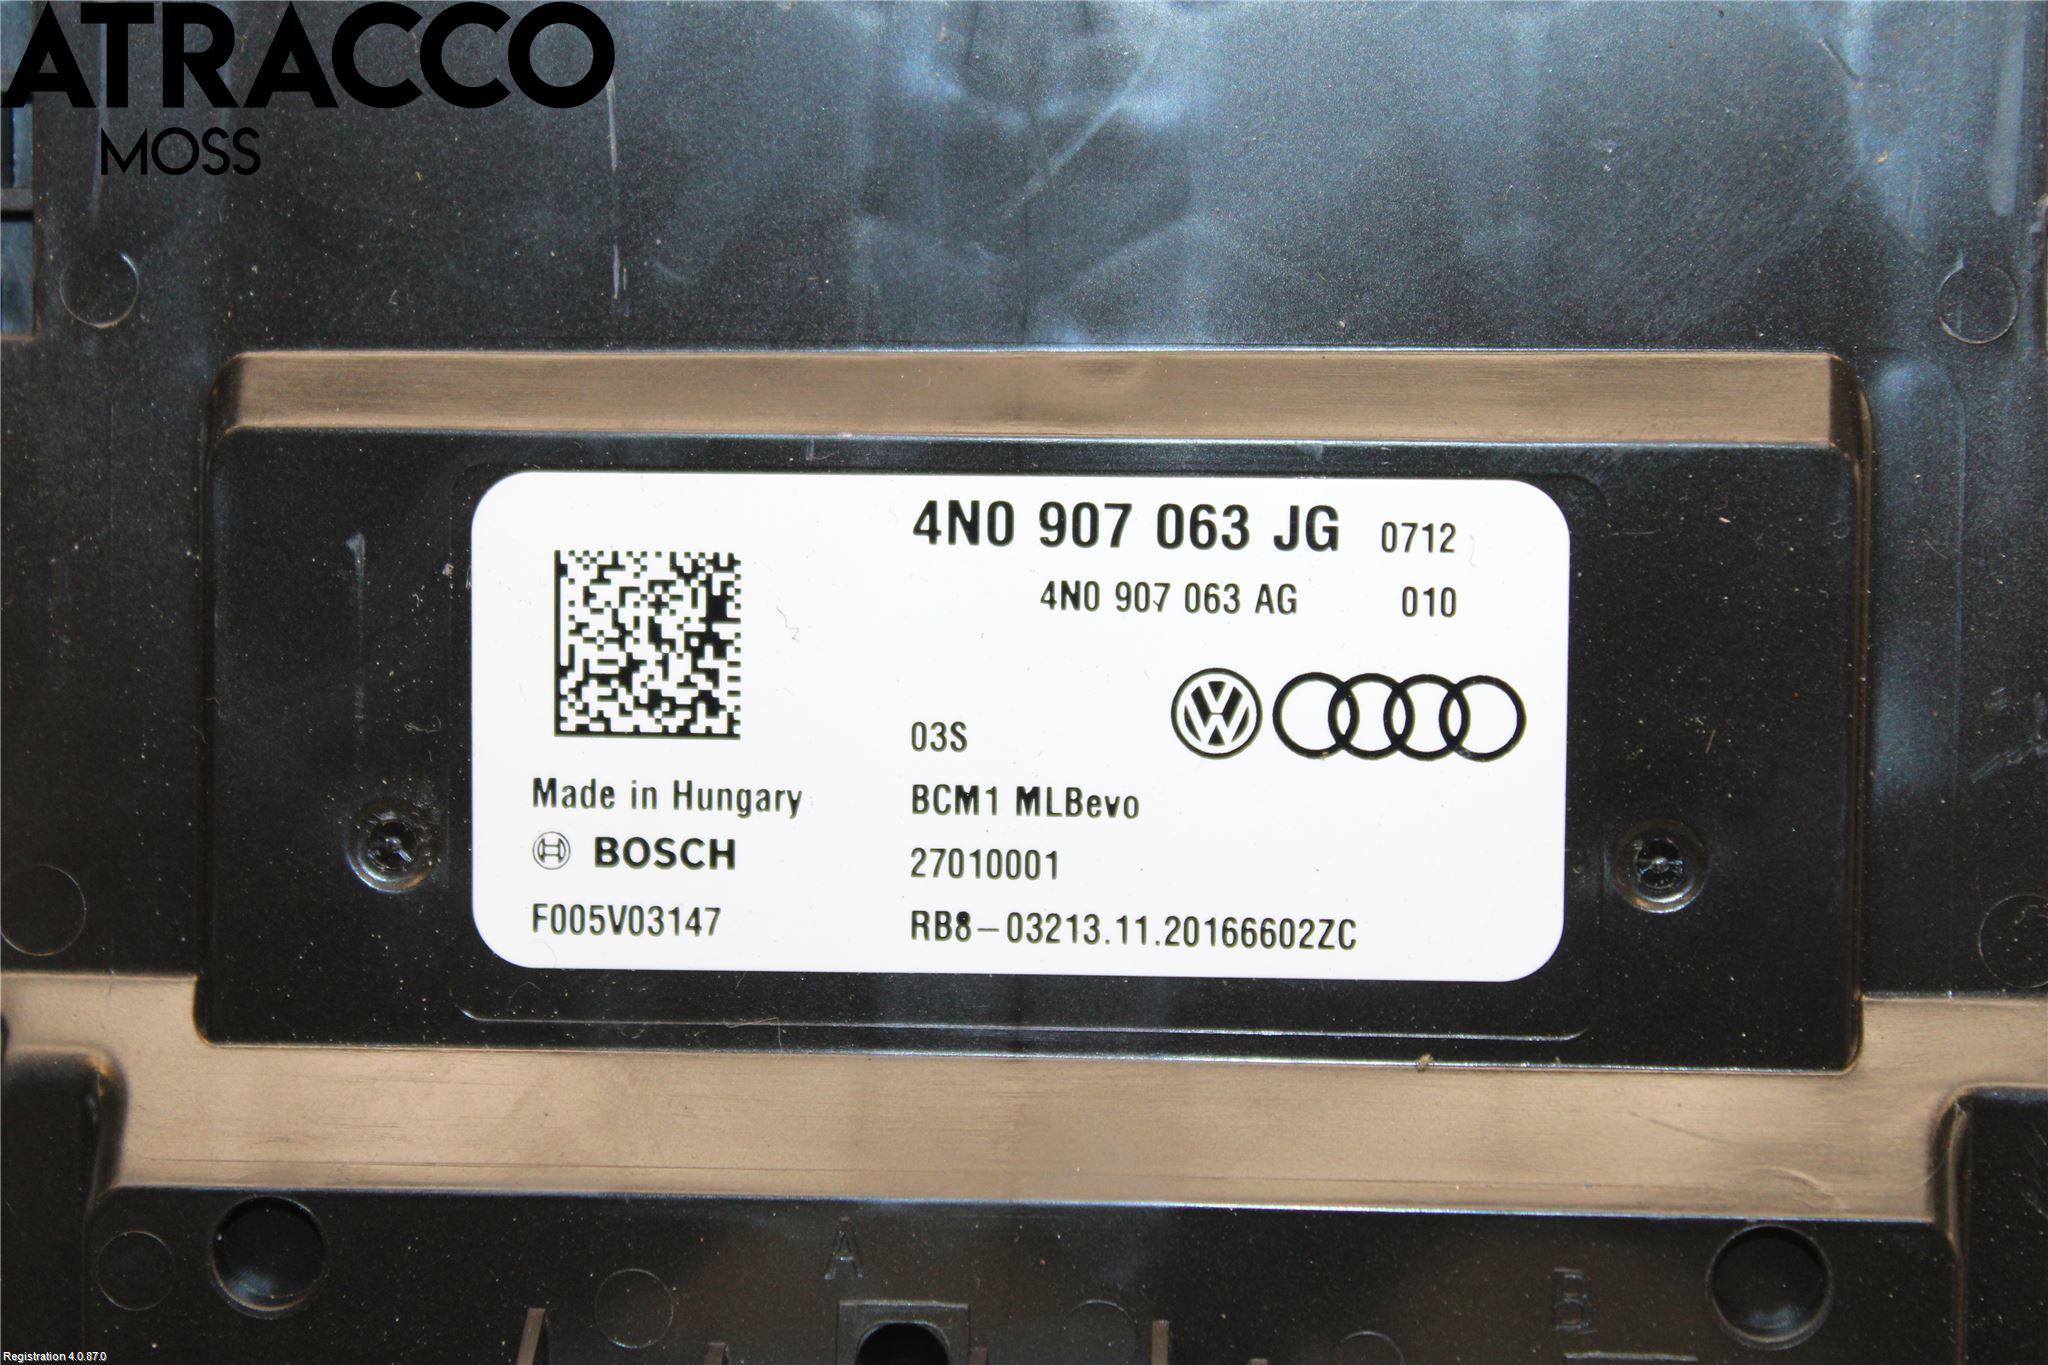 ATRACCO
MOSS
4N0 907 063 JG 0712
4N0 907 063 AG 010
03S
Made in Hungary
BCM1 MLBevo
BOSCH
27010001
F005V03147
RB8-03213.11.20166602ZC
A
B
Registration 4.0.87.0